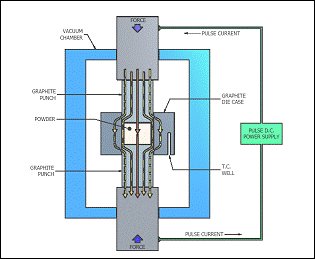 FORCE
VACUUM
CHAMBER
PULSE CURRENT
GRAPHITE
PUNCH
GRAPHITE
DIE CASE
POWDER
PULSE D.C.
POWER SUPPLY
GRAPHITE
PUNCH
T.C.
WELL
PULSE CURRENT
FORCE